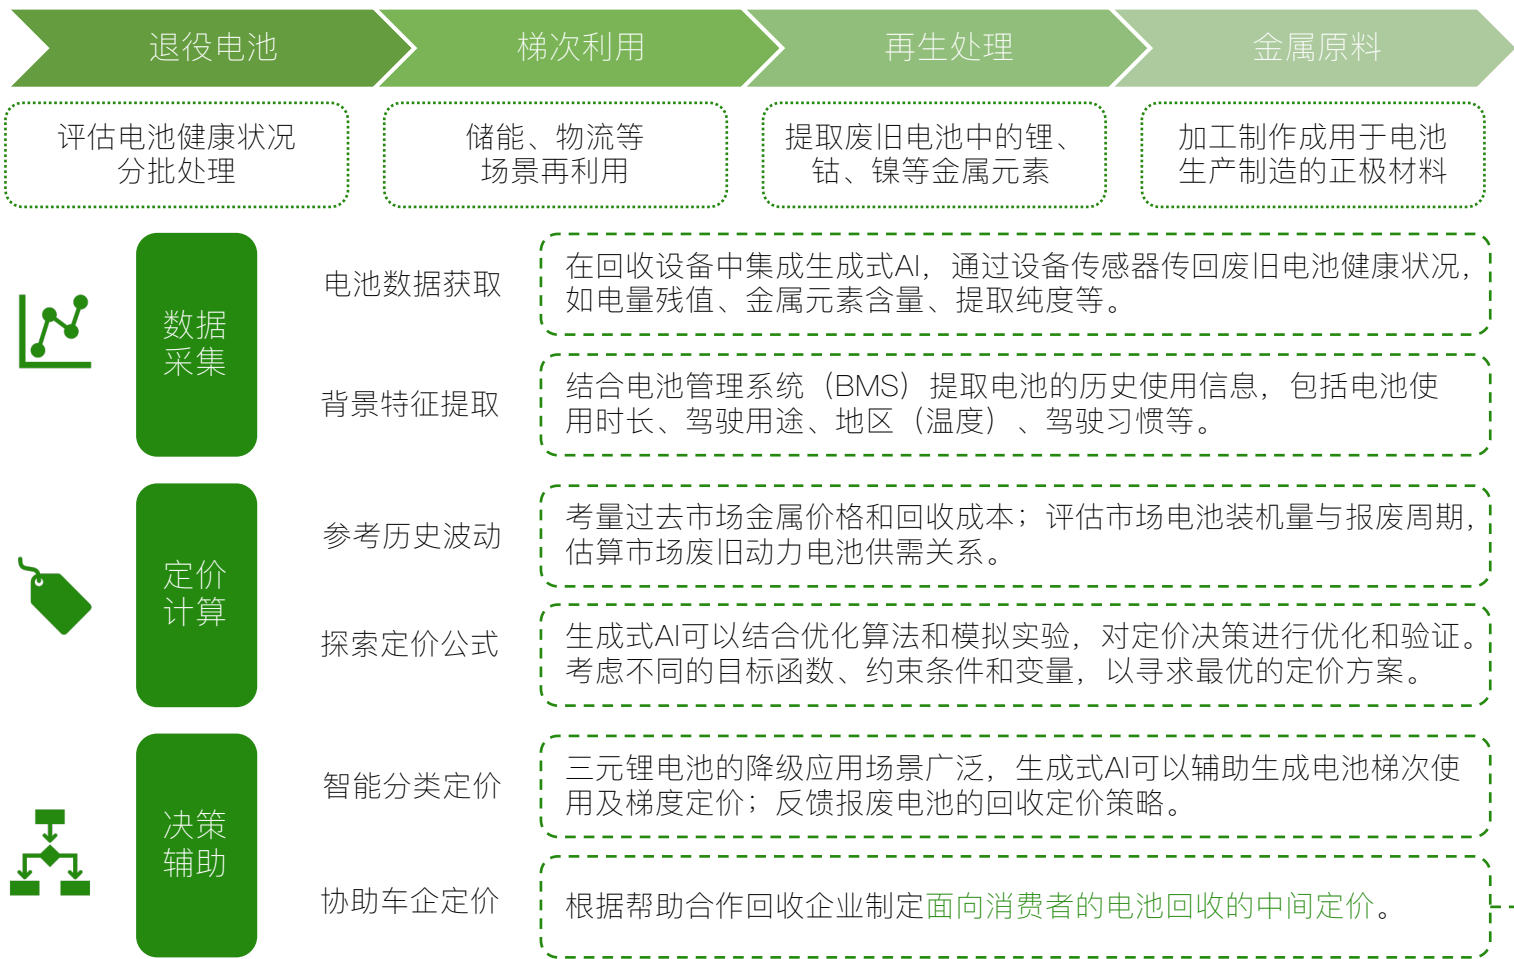 退役电池
梯次利用
再生处理
金属原料
评估电池健康状况
分批处理
储能、物流等
场景再利用
提取废旧电池中的锂、
钴、镍等金属元素
加工制作成用于电池
生产制造的正极材料
数据
采集
电池数据获取
在回收设备中集成生成式AI，通过设备传感器传回废旧电池健康状况，
如电量残值、金属元素含量、提取纯度等。
背景特征提取
结合电池管理系统（BMS）提取电池的历史使用信息，包括电池使
用时长、驾驶用途、地区（温度）、驾驶习惯等。
定价
计算
参考历史波动
考量过去市场金属价格和回收成本；评估市场电池装机量与报废周期，
估算市场废旧动力电池供需关系。
探索定价公式
生成式AI可以结合优化算法和模拟实验，对定价决策进行优化和验证。
考虑不同的目标函数、约束条件和变量，以寻求最优的定价方案。
决策
辅助
智能分类定价
三元锂电池的降级应用场景广泛，生成式AI可以辅助生成电池梯次使
用及梯度定价；反馈报废电池的回收定价策略。
协助车企定价
根据帮助合作回收企业制定面向消费者的电池回收的中间定价。